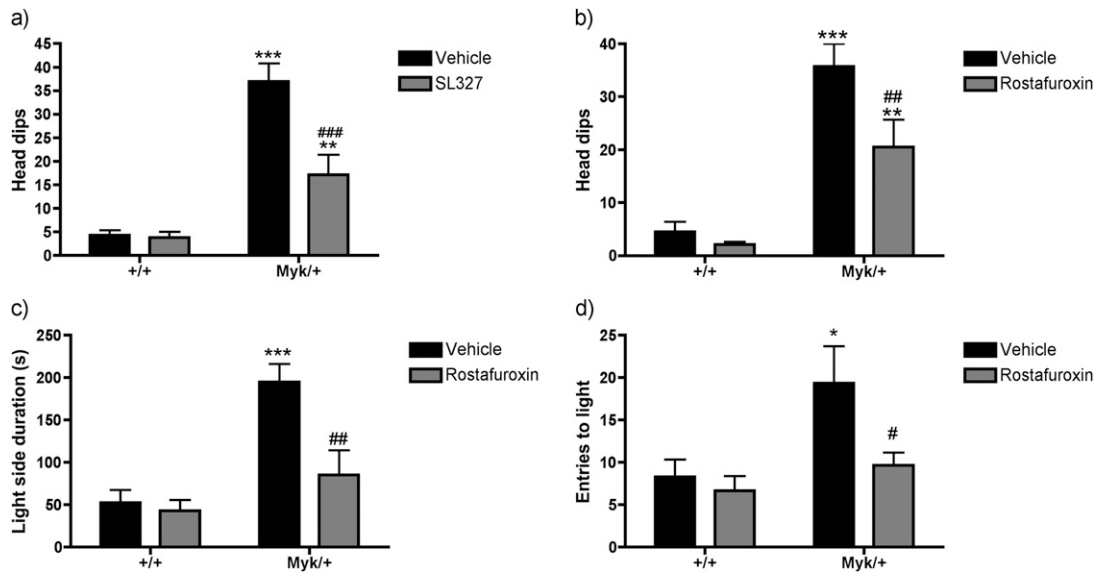 a)
Head dips
45
40
35
30
25
20
15
10
5
0
***
###
**
+/+
Myk/+
Vehicle
SL327
b)
Head dips
40
30
20
10
0
***
##
**
+/+
Myk/+
Vehicle
Rostafuroxin
c)
Light side duration (s)
250
200
150
100
50
0
***
##
+/+
Myk/+
Vehicle
Rostafuroxin
d)
Entries to light
25
20
15
10
5
0
*
#
+/+
Myk/+
Vehicle
Rostafuroxin